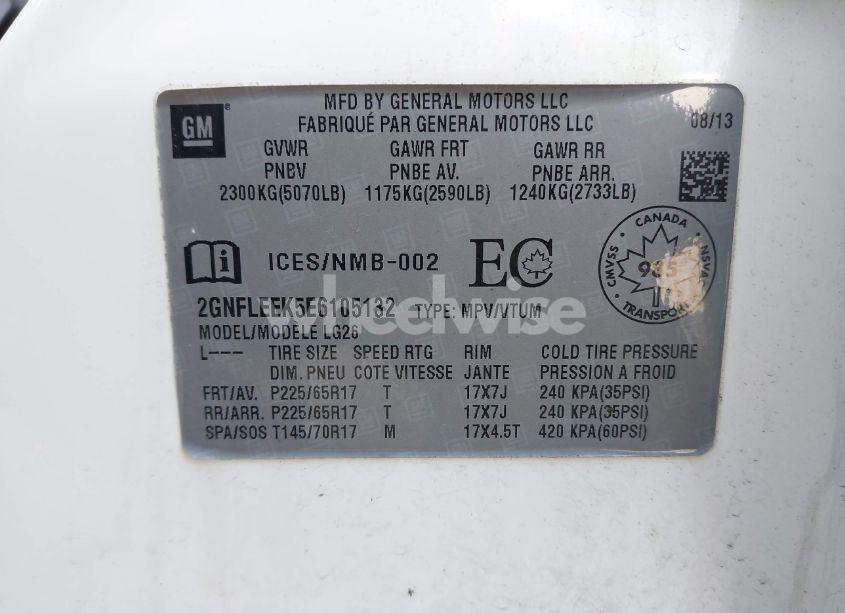 GM ®
MFD BY GENERAL MOTORS LLC
FABRIQUÉ PAR GENERAL MOTORS LLC
08/13
GVWR GAWR FRT GAWR RR
PNBV PNBE AV. PNBE ARR.
2300KG(5070LB) 1175KG(2590LB) 1240KG(2733LB)
i ICES/NMB-002 EC
CANADA
CMVSS NSVAC
935
TRANSPORT
2GNFLEEK5E6105182 TYPE: MPV/VTUM
wheelwise
MODEL/MODÈLE LG26
L--- TIRE SIZE SPEED RTG RIM COLD TIRE PRESSURE
DIM. PNEU COTE VITESSE JANTE PRESSION A FROID
FRT/AV. P225/65R17 T 17X7J 240 KPA(35PSI)
RR/ARR. P225/65R17 T 17X7J 240 KPA(35PSI)
SPA/SOS T145/70R17 M 17X4.5T 420 KPA(60PSI)